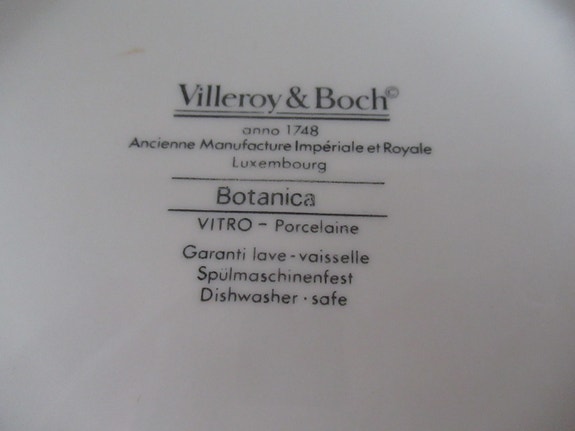 Villeroy & Boch©
anno 1748
Ancienne Manufacture Impériale et Royale
Luxembourg
Botanica
VITRO – Porcelaine
Garanti lave-vaisselle
Spülmaschinenfest
Dishwasher · safe